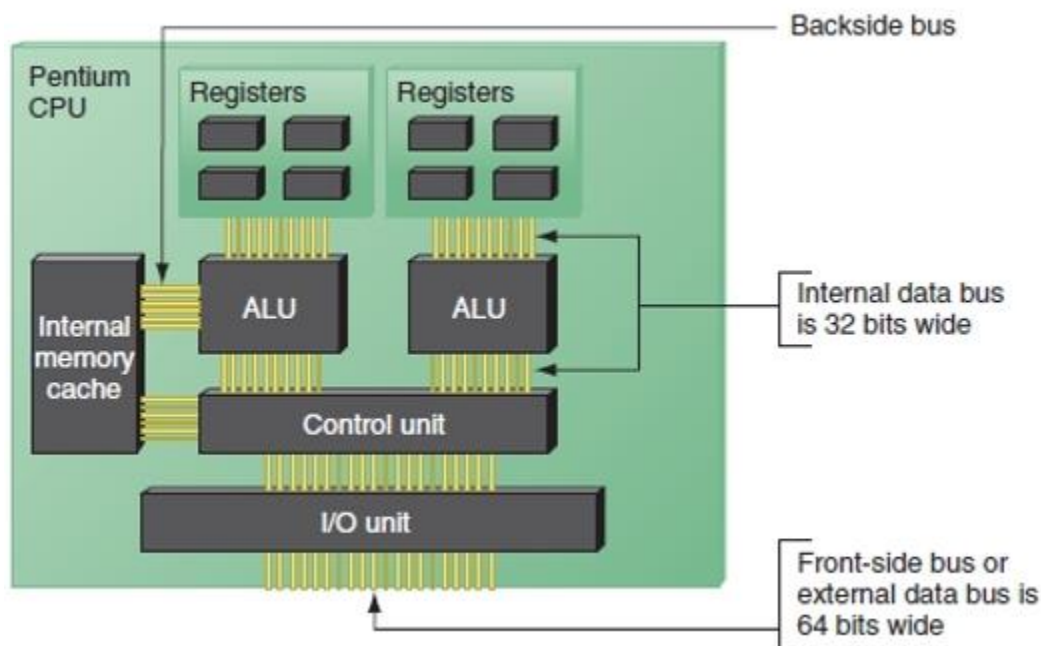 Backside bus
Pentium
CPU
Registers
Registers
Internal
memory
cache
ALU
ALU
Internal data bus
is 32 bits wide
Control unit
I/O unit
Front-side bus or
external data bus is
64 bits wide